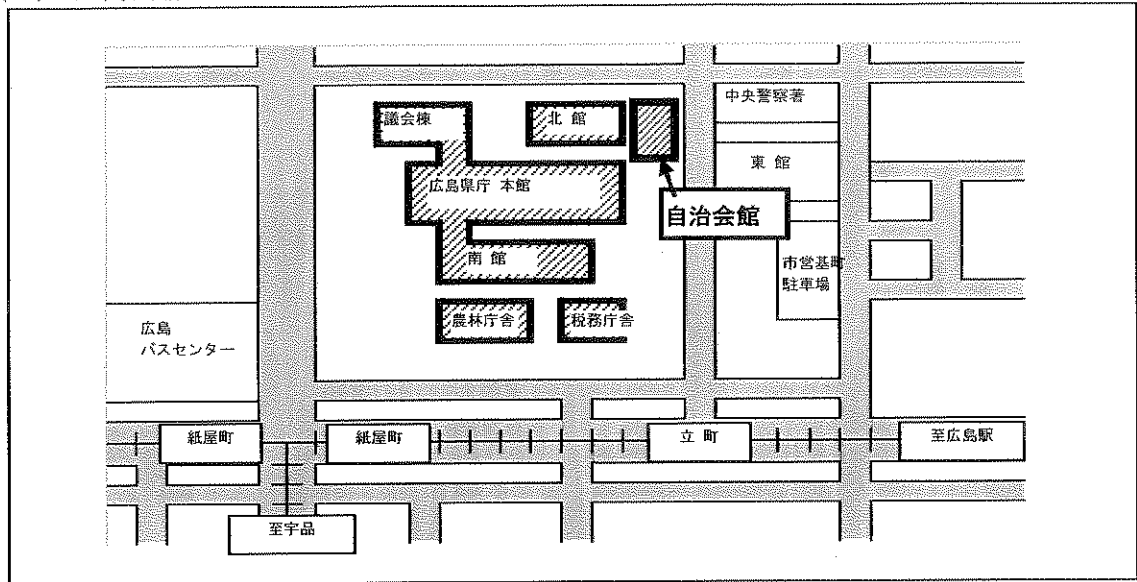 議会棟
北 館
中央警察署
東 館
広島県庁 本館
自治会館
南 館
市営基町
駐車場
農林庁舎
税務庁舎
広島
バスセンター
紙屋町
紙屋町
立 町
至広島駅
至宇品